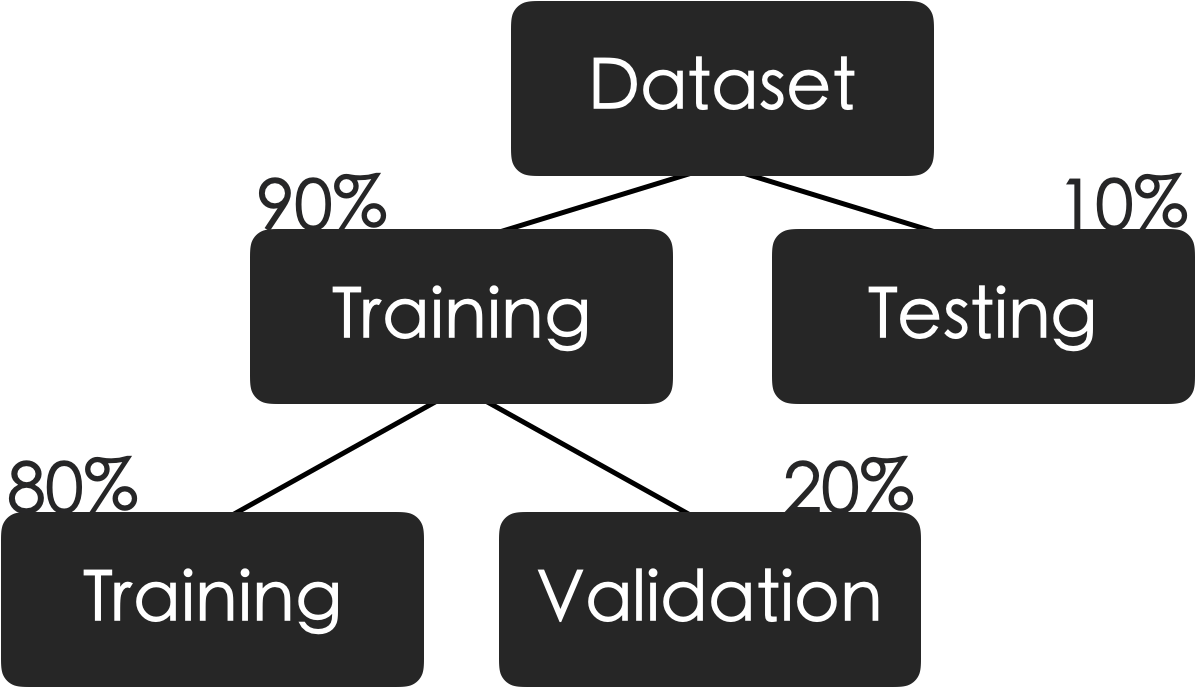 Dataset
90%
10%
Training
Testing
80%
20%
Training
Validation